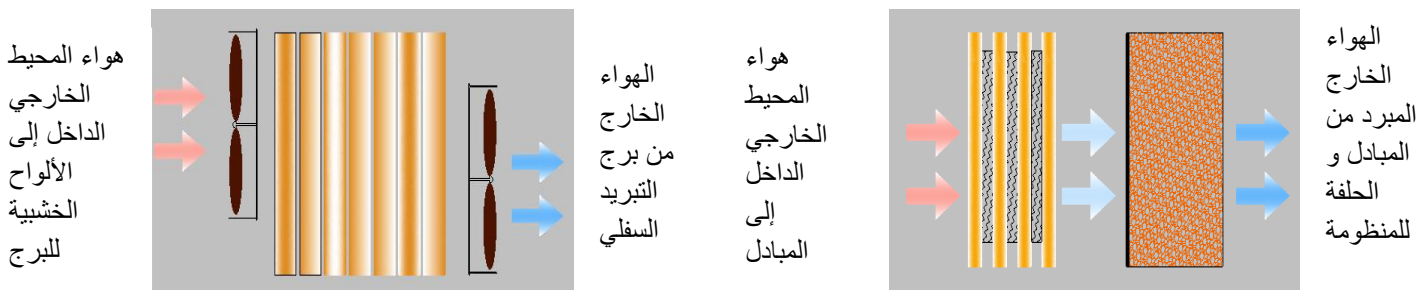 هواء المحيط
الخارجي
الداخل إلى
الألواح
الخشبية
للبرج
الهواء
الخارج
من برج
التبريد
السفلي
هواء
المحيط
الخارجي
الداخل
إلى
المبادل
الهواء
الخارج
المبرد من
المبادل و
الحلفة
للمنظومة